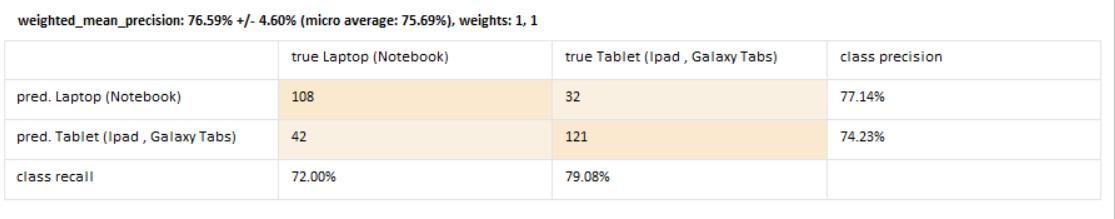 weighted_mean_precision: 76.59% +/- 4.60% (micro average: 75.69%), weights: 1, 1
true Laptop (Notebook) true Tablet (Ipad , Galaxy Tabs) class precision
pred. Laptop (Notebook) 108 32 77.14%
pred. Tablet (Ipad , Galaxy Tabs) 42 121 74.23%
class recall 72.00% 79.08%